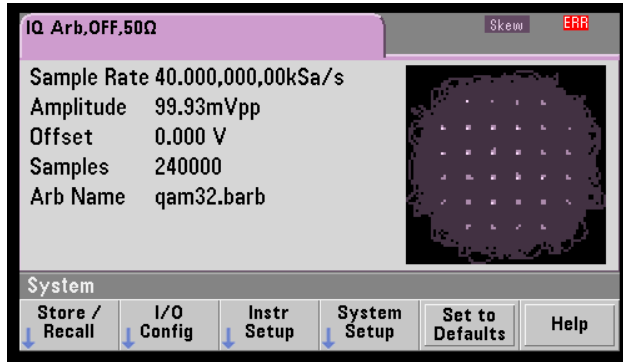 IQ Arb,OFF,50Ω
Skew
ERR
Sample Rate 40.000,000,00kSa/s
Amplitude 99.93mVpp
Offset 0.000 V
Samples 240000
Arb Name qam32.barb
System
Store / Recall
I/O Config
Instr Setup
System Setup
Set to Defaults
Help